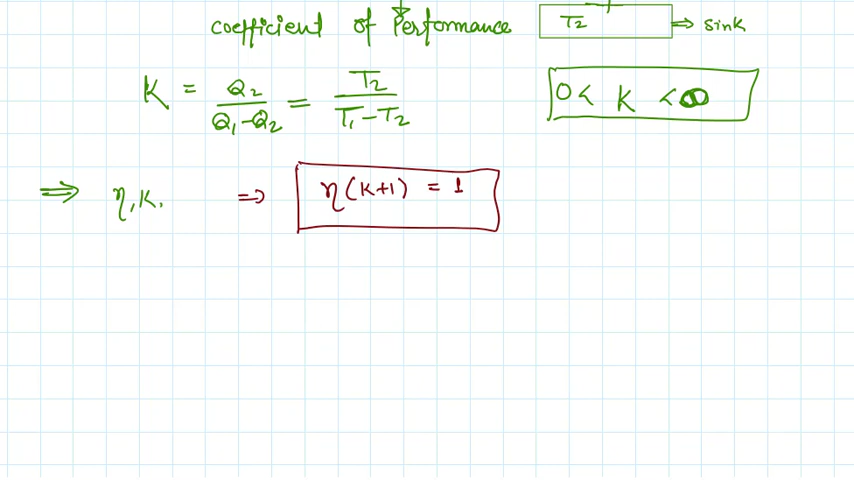 coefficient of Performance
T2 ⇒ sink
K = Q2/(Q1-Q2) = T2/(T1-T2)
0< K <∞
⇒ η,K, ⇒ η(K+1) = 1